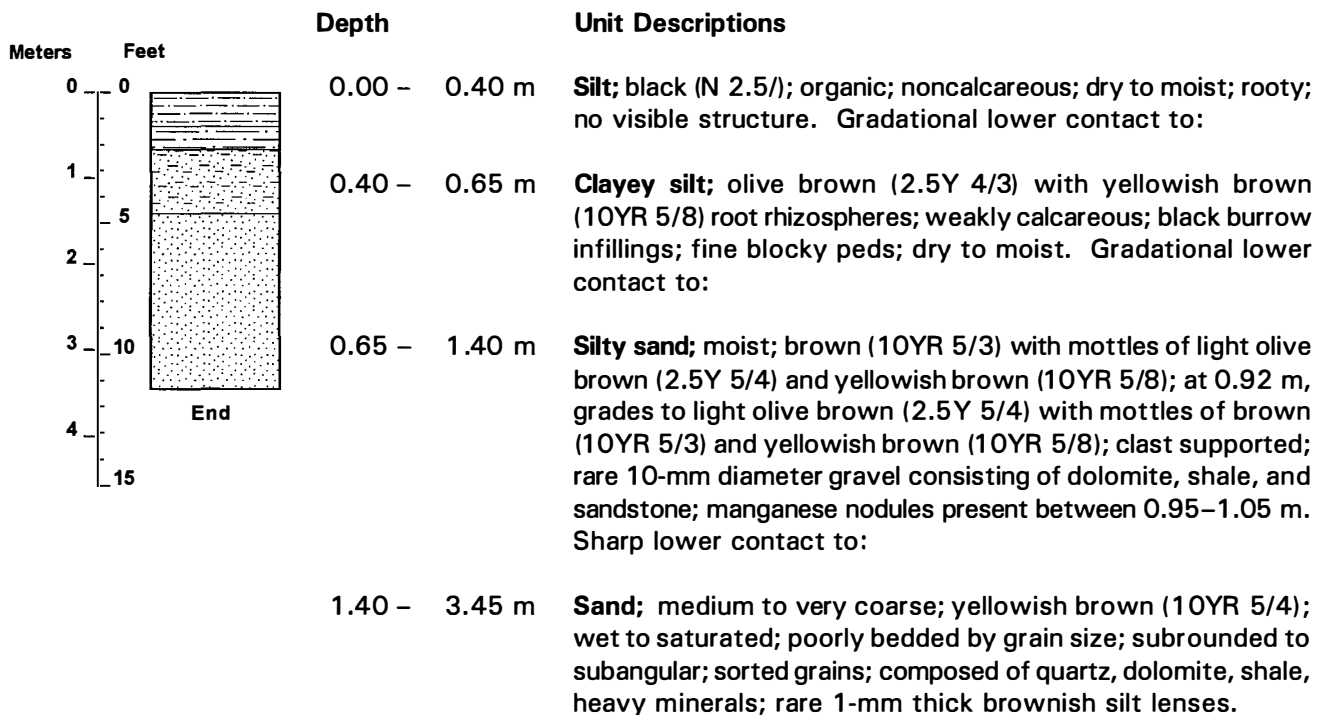 Depth Unit Descriptions
Meters Feet
0 0
1
5
2
3 10
End
4
15
0.00 – 0.40 m Silt; black (N 2.5/); organic; noncalcareous; dry to moist; rooty;
no visible structure. Gradational lower contact to:
0.40 – 0.65 m Clayey silt; olive brown (2.5Y 4/3) with yellowish brown
(10YR 5/8) root rhizospheres; weakly calcareous; black burrow
infillings; fine blocky peds; dry to moist. Gradational lower
contact to:
0.65 – 1.40 m Silty sand; moist; brown (10YR 5/3) with mottles of light olive
brown (2.5Y 5/4) and yellowish brown (10YR 5/8); at 0.92 m,
grades to light olive brown (2.5Y 5/4) with mottles of brown
(10YR 5/3) and yellowish brown (10YR 5/8); clast supported;
rare 10-mm diameter gravel consisting of dolomite, shale, and
sandstone; manganese nodules present between 0.95–1.05 m.
Sharp lower contact to:
1.40 – 3.45 m Sand; medium to very coarse; yellowish brown (10YR 5/4);
wet to saturated; poorly bedded by grain size; subrounded to
subangular; sorted grains; composed of quartz, dolomite, shale,
heavy minerals; rare 1-mm thick brownish silt lenses.